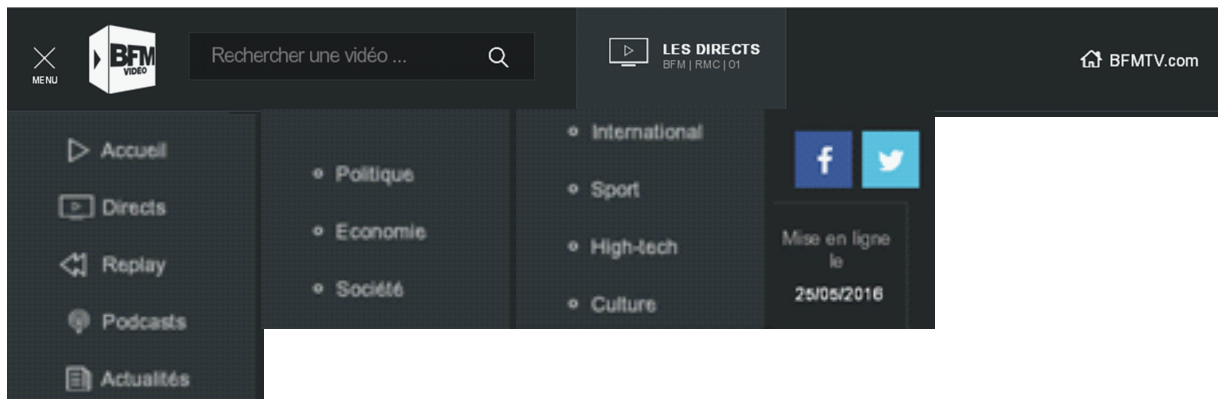 MENU
BFM
VIDEO
Rechercher une vidéo ...
LES DIRECTS
BFM | RMC | 01
BFMTV.com
Accueil
Directs
Replay
Podcasts
Actualités
Politique
Economie
Société
International
Sport
High-tech
Culture
Mise en ligne
le
25/05/2016